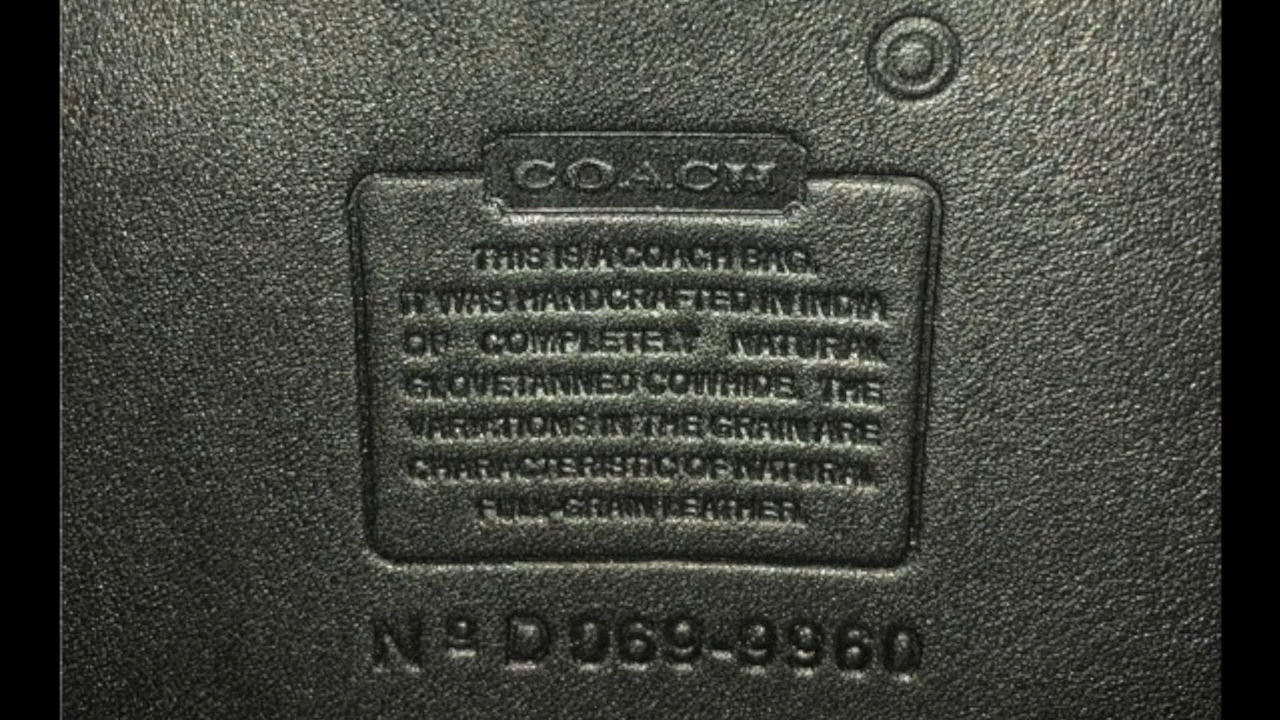 COACH
THIS IS A COACH BAG.
IT WAS HANDCRAFTED IN INDIA
OF COMPLETELY NATURAL
GLOVETANNED COWHIDE. THE
VARIATIONS IN THE GRAIN ARE
CHARACTERISTIC OF NATURAL
FULL-GRAIN LEATHER.
Nº D069-9960